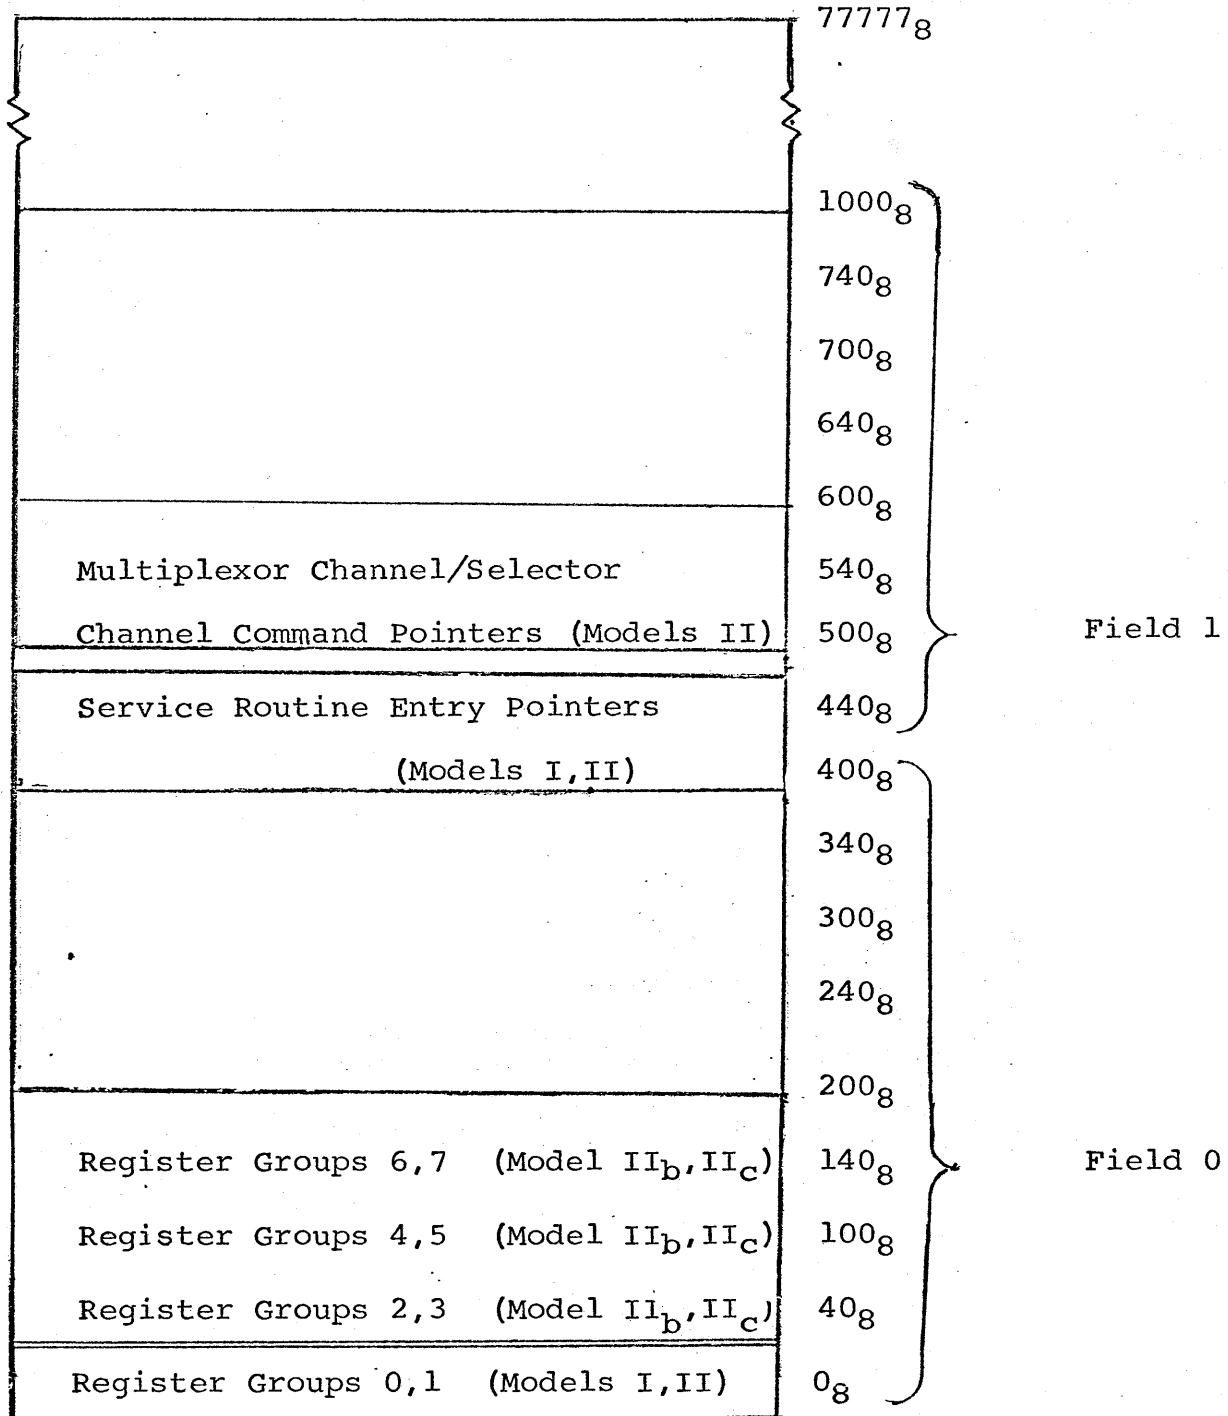 77777₈
1000₈
740₈
700₈
640₈
600₈
Multiplexor Channel/Selector 540₈
Channel Command Pointers (Models II) 500₈ Field 1
Service Routine Entry Pointers 440₈
(Models I,II) 400₈
340₈
300₈
240₈
200₈
Register Groups 6,7 (Model II_b,II_c) 140₈ Field 0
Register Groups 4,5 (Model II_b,II_c) 100₈
Register Groups 2,3 (Model II_b,II_c) 40₈
Register Groups 0,1 (Models I,II) 0₈